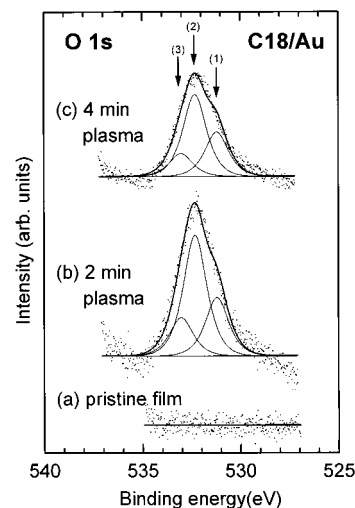 O 1s
(3)
(2)
(1)
C18/Au
(c) 4 min
plasma
(b) 2 min
plasma
(a) pristine film
Intensity (arb. units)
540
535
530
525
Binding energy(eV)